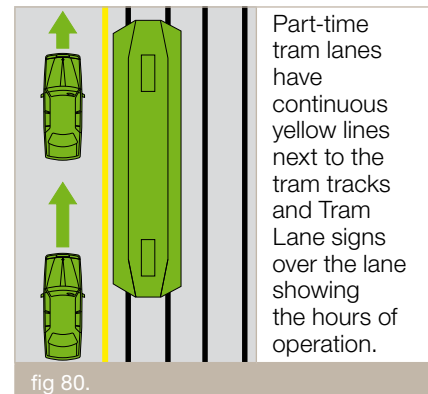 Part-time
tram lanes
have
continuous
yellow lines
next to the
tram tracks
and Tram
Lane signs
over the lane
showing
the hours of
operation.
fig 80.